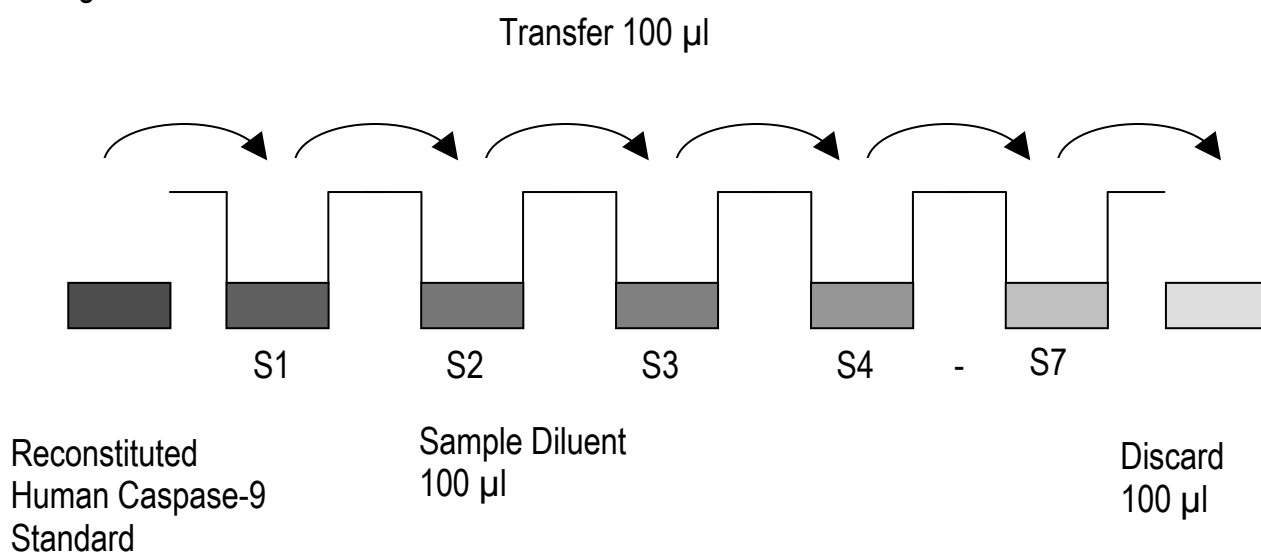 Transfer 100 µl
S1 S2 S3 S4 - S7
Reconstituted
Human Caspase-9
Standard
Sample Diluent
100 µl
Discard
100 µl